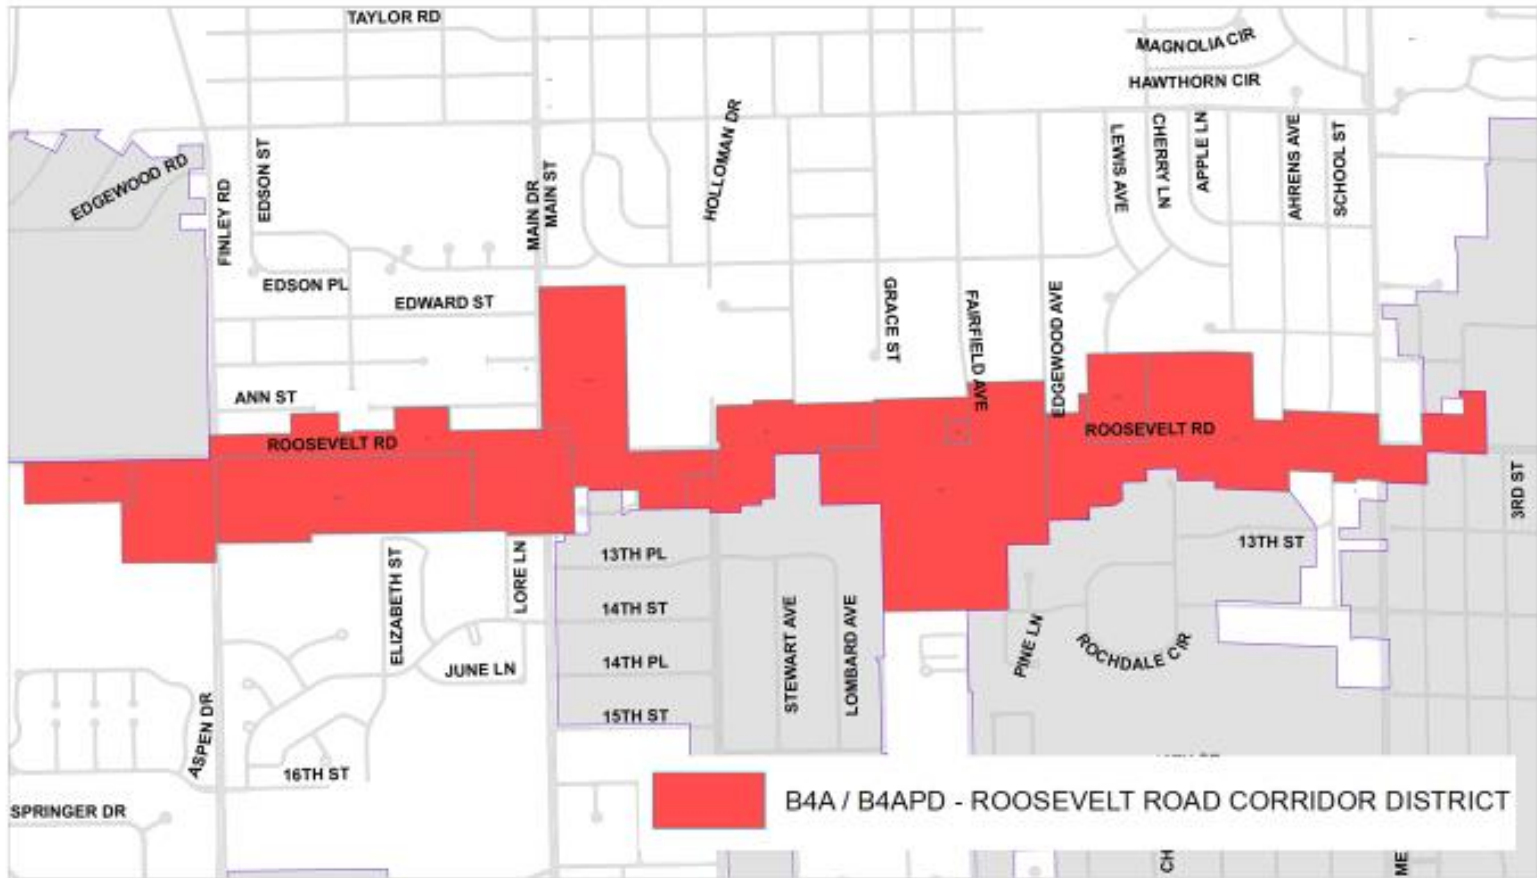 TAYLOR RD
MAGNOLIA CIR
HAWTHORN CIR
EDGEWOOD RD
FINLEY RD
EDSON ST
MAIN DR
MAIN ST
HOLLOMAN DR
LEWIS AVE
CHERRY LN
APPLE LN
AHRENS AVE
SCHOOL ST
EDSON PL
EDWARD ST
GRACE ST
FAIRFIELD AVE
EDGEWOOD AVE
ANN ST
ROOSEVELT RD
ROOSEVELT RD
3RD ST
13TH PL
13TH ST
ELIZABETH ST
LORE LN
14TH ST
STEWART AVE
LOMBARD AVE
PINE LN
ROCHDALE CIR
14TH PL
JUNE LN
15TH ST
ASPEN DR
16TH ST
SPRINGER DR
B4A / B4APD - ROOSEVELT ROAD CORRIDOR DISTRICT
CH
ME